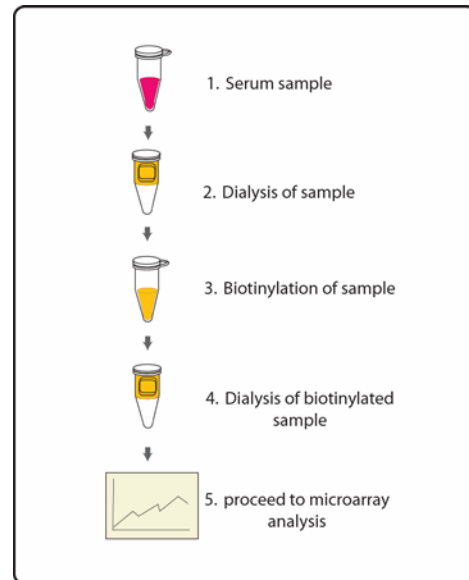 1. Serum sample
2. Dialysis of sample
3. Biotinylation of sample
4. Dialysis of biotinylated
sample
5. proceed to microarray
analysis